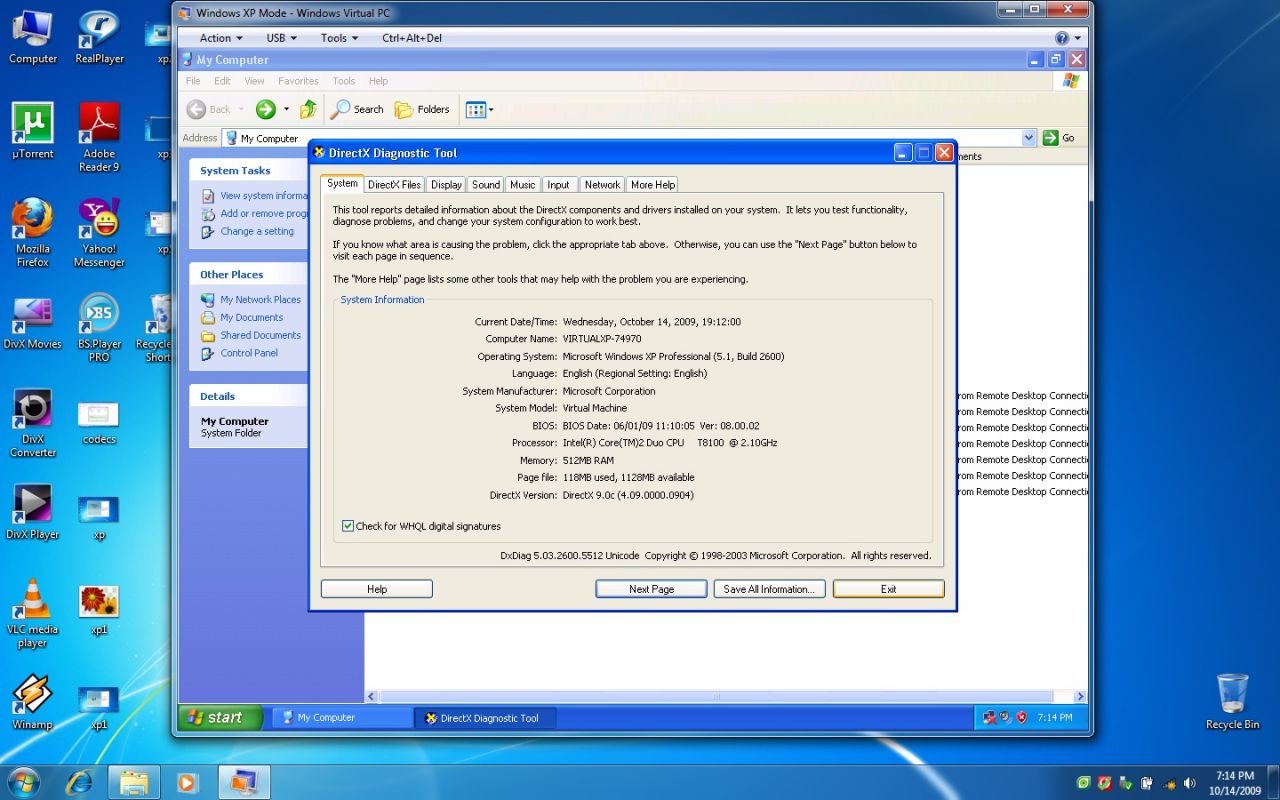 Computer
RealPlayer
xp
µTorrent
Adobe
Reader 9
xp
Mozilla
Firefox
Yahoo!
Messenger
xp
DivX Movies
BS.Player
PRO
Recycle
Short
DivX
Converter
codecs
DivX Player
xp
VLC media
player
xp1
Winamp
xp1
Windows XP Mode - Windows Virtual PC
Action
USB
Tools
Ctrl+Alt+Del
My Computer
File Edit View Favorites Tools Help
Back
Search
Folders
Address
My Computer
Go
System Tasks
View system informa
Add or remove prog
Change a setting
Other Places
My Network Places
My Documents
Shared Documents
Control Panel
Details
My Computer
System Folder
ments
rom Remote Desktop Connecti
rom Remote Desktop Connecti
rom Remote Desktop Connecti
rom Remote Desktop Connecti
rom Remote Desktop Connecti
rom Remote Desktop Connecti
rom Remote Desktop Connecti
DirectX Diagnostic Tool
System DirectX Files Display Sound Music Input Network More Help
This tool reports detailed information about the DirectX components and drivers installed on your system. It lets you test functionality,
diagnose problems, and change your system configuration to work best.
If you know what area is causing the problem, click the appropriate tab above. Otherwise, you can use the "Next Page" button below to
visit each page in sequence.
The "More Help" page lists some other tools that may help with the problem you are experiencing.
System Information
Current Date/Time: Wednesday, October 14, 2009, 19:12:00
Computer Name: VIRTUALXP-74970
Operating System: Microsoft Windows XP Professional (5.1, Build 2600)
Language: English (Regional Setting: English)
System Manufacturer: Microsoft Corporation
System Model: Virtual Machine
BIOS: BIOS Date: 06/01/09 11:10:05 Ver: 08.00.02
Processor: Intel(R) Core(TM)2 Duo CPU T8100 @ 2.10GHz
Memory: 512MB RAM
Page file: 118MB used, 1128MB available
DirectX Version: DirectX 9.0c (4.09.0000.0904)
Check for WHQL digital signatures
DxDiag 5.03.2600.5512 Unicode Copyright © 1998-2003 Microsoft Corporation. All rights reserved.
Help
Next Page
Save All Information...
Exit
start
My Computer
DirectX Diagnostic Tool
7:14 PM
Recycle Bin
7:14 PM
10/14/2009